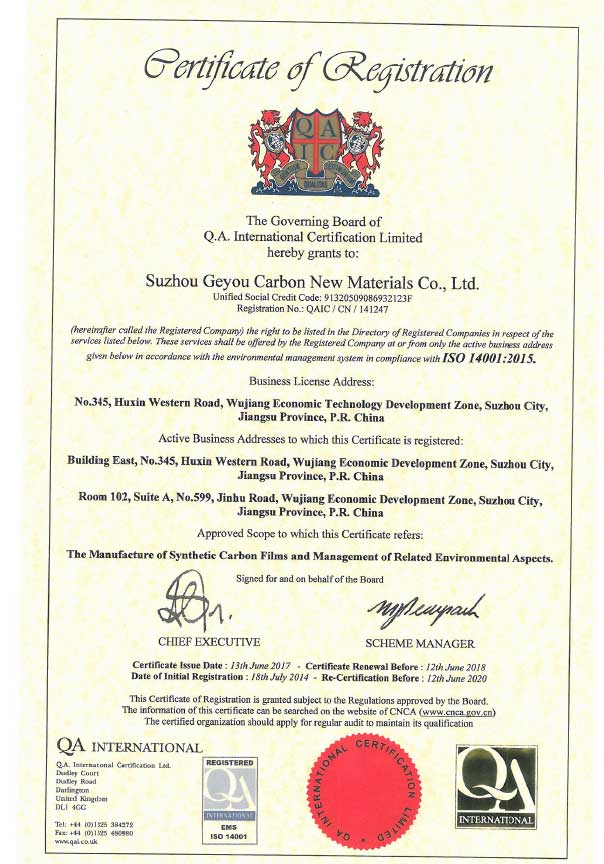 Certificate of Registration
Q A
I C
QUALITAS
The Governing Board of
Q.A. International Certification Limited
hereby grants to:
Suzhou Geyou Carbon New Materials Co., Ltd.
Unified Social Credit Code: 91320509086932123F
Registration No.: QAIC / CN / 141247
(hereinafter called the Registered Company) the right to be listed in the Directory of Registered Companies in respect of the
services listed below. These services shall be offered by the Registered Company at or from only the active business address
given below in accordance with the environmental management system in compliance with ISO 14001:2015.
Business License Address:
No.345, Huxin Western Road, Wujiang Economic Technology Development Zone, Suzhou City,
Jiangsu Province, P.R. China
Active Business Addresses to which this Certificate is registered:
Building East, No.345, Huxin Western Road, Wujiang Economic Development Zone, Suzhou City,
Jiangsu Province, P.R. China
Room 102, Suite A, No.599, Jinhu Road, Wujiang Economic Development Zone, Suzhou City,
Jiangsu Province, P.R. China
Approved Scope to which this Certificate refers:
The Manufacture of Synthetic Carbon Films and Management of Related Environmental Aspects.
Signed for and on behalf of the Board
CHIEF EXECUTIVE SCHEME MANAGER
Certificate Issue Date : 13th June 2017 - Certificate Renewal Before : 12th June 2018
Date of Initial Registration : 18th July 2014 - Re-Certification Before : 12th June 2020
This Certificate of Registration is granted subject to the Regulations approved by the Board.
The information of this certificate can be searched on the website of CNCA (www.cnca.gov.cn)
The certified organization should apply for regular audit to maintain its qualification
QA INTERNATIONAL
Q.A. International Certification Ltd.
Dudley Court
Dudley Road
Darlington
United Kingdom
DL1 4GG
Tel: +44 (0)1325 384272
Fax: +44 (0)1325 480980
www.qai.co.uk
REGISTERED
QA
INTERNATIONAL
EMS
ISO 14001
QA INTERNATIONAL CERTIFICATION LIMITED
QA
INTERNATIONAL